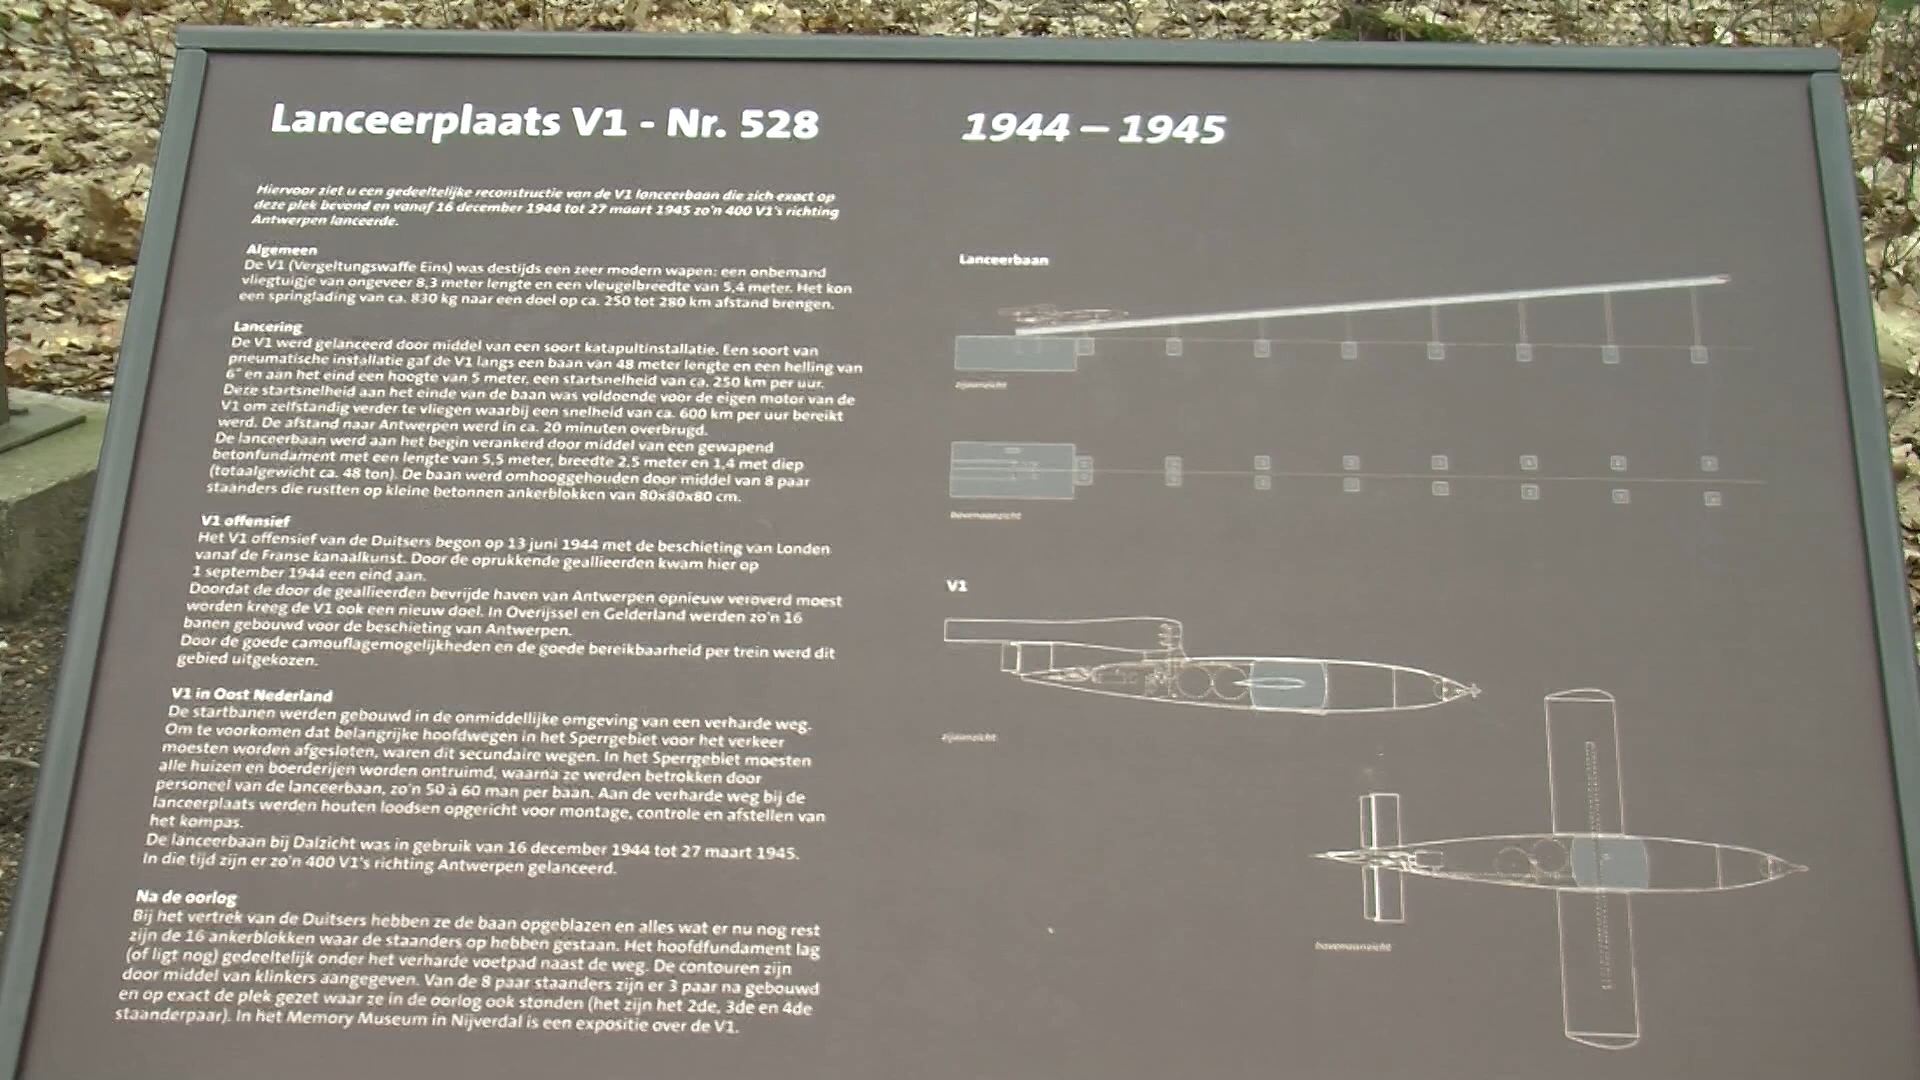 Lanceerplaats V1 - Nr. 528
Hiervoor ziet u een gedeeltelijke reconstructie van de V1 lanceerbaan die zich exact op
deze plek bevond en vanaf 16 december 1944 tot 27 maart 1945 zo'n 400 V1's richting
Antwerpen lanceerde.
Algemeen
De V1 (Vergeltungswaffe Eins) was destijds een zeer modern wapen: een onbemand
vliegtuigje van ongeveer 8,3 meter lengte en een vleugelbreedte van 5,4 meter. Het kon
een springlading van ca. 830 kg naar een doel op ca. 250 tot 280 km afstand brengen.
Lancering
De V1 werd gelanceerd door middel van een soort katapultinstallatie. Een soort van
pneumatische installatie gaf de V1 langs een baan van 48 meter lengte en een helling van
6° en aan het eind een hoogte van 5 meter, een startsnelheid van ca. 250 km per uur.
Deze startsnelheid aan het einde van de baan was voldoende voor de eigen motor van de
V1 om zelfstandig verder te vliegen waarbij een snelheid van ca. 600 km per uur bereikt
werd. De afstand naar Antwerpen werd in ca. 20 minuten overbrugd.
De lanceerbaan werd aan het begin verankerd door middel van een gewapend
betonfundament met een lengte van 5,5 meter, breedte 2,5 meter en 1,4 met diep
(totaalgewicht ca. 48 ton). De baan werd omhooggehouden door middel van 8 paar
staanders die rustten op kleine betonnen ankerblokken van 80x80x80 cm.
V1 offensief
Het V1 offensief van de Duitsers begon op 13 juni 1944 met de beschieting van Londen
vanaf de Franse kanaalkunst. Door de oprukkende geallieerden kwam hier op
1 september 1944 een eind aan.
Doordat de door de geallieerden bevrijde haven van Antwerpen opnieuw veroverd moest
worden kreeg de V1 ook een nieuw doel. In Overijssel en Gelderland werden zo'n 16
banen gebouwd voor de beschieting van Antwerpen.
Door de goede camouflagemogelijkheden en de goede bereikbaarheid per trein werd dit
gebied uitgekozen.
V1 in Oost Nederland
De startbanen werden gebouwd in de onmiddellijke omgeving van een verharde weg.
Om te voorkomen dat belangrijke hoofdwegen in het Sperrgebiet voor het verkeer
moesten worden afgesloten, waren dit secundaire wegen. In het Sperrgebiet moesten
alle huizen en boerderijen worden ontruimd, waarna ze werden betrokken door
personeel van de lanceerbaan, zo'n 50 à 60 man per baan. Aan de verharde weg bij de
lanceerplaats werden houten loodsen opgericht voor montage, controle en afstellen van
het kompas.
De lanceerbaan bij Dalzicht was in gebruik van 16 december 1944 tot 27 maart 1945.
In die tijd zijn er zo'n 400 V1's richting Antwerpen gelanceerd.
Na de oorlog
Bij het vertrek van de Duitsers hebben ze de baan opgeblazen en alles wat er nu nog rest
zijn de 16 ankerblokken waar de staanders op hebben gestaan. Het hoofdfundament lag
(of ligt nog) gedeeltelijk onder het verharde voetpad naast de weg. De contouren zijn
door middel van klinkers aangegeven. Van de 8 paar staanders zijn er 3 paar na gebouwd
en op exact de plek gezet waar ze in de oorlog ook stonden (het zijn het 2de, 3de en 4de
staanderpaar). In het Memory Museum in Nijverdal is een expositie over de V1.
1944 – 1945
Lanceerbaan
zijaanzicht
bovenaanzicht
V1
zijaanzicht
bovenaanzicht